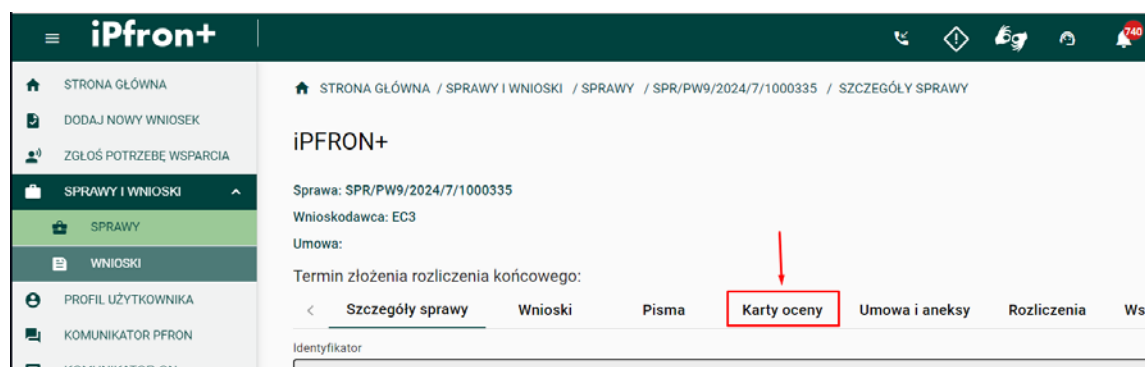 iPfron+
740
STRONA GŁÓWNA
DODAJ NOWY WNIOSEK
ZGŁOŚ POTRZEBĘ WSPARCIA
SPRAWY I WNIOSKI
SPRAWY
WNIOSKI
PROFIL UŻYTKOWNIKA
KOMUNIKATOR PFRON
STRONA GŁÓWNA / SPRAWY I WNIOSKI / SPRAWY / SPR/PW9/2024/7/1000335 / SZCZEGÓŁY SPRAWY
iPFRON+
Sprawa: SPR/PW9/2024/7/1000335
Wnioskodawca: EC3
Umowa:
Termin złożenia rozliczenia końcowego:
< Szczegóły sprawy Wnioski Pisma Karty oceny Umowa i aneksy Rozliczenia Ws
Identyfikator